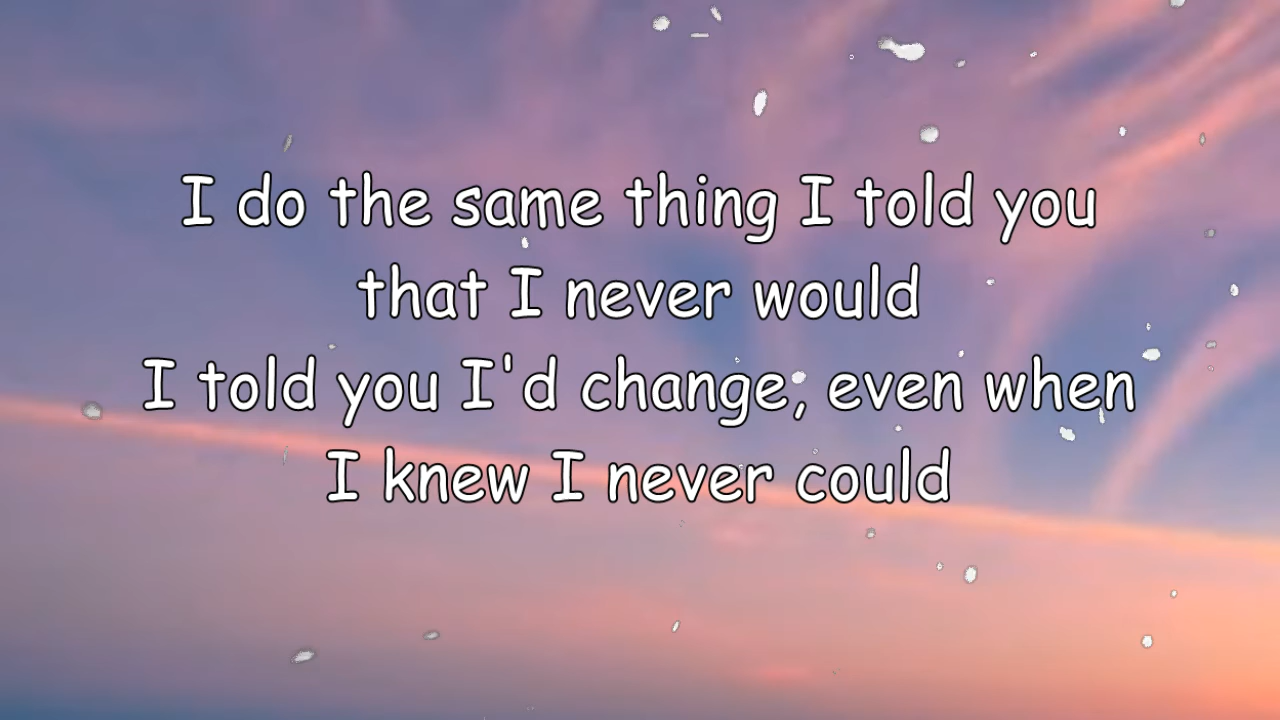 I do the same thing I told you
that I never would
I told you I'd change, even when
I knew I never could